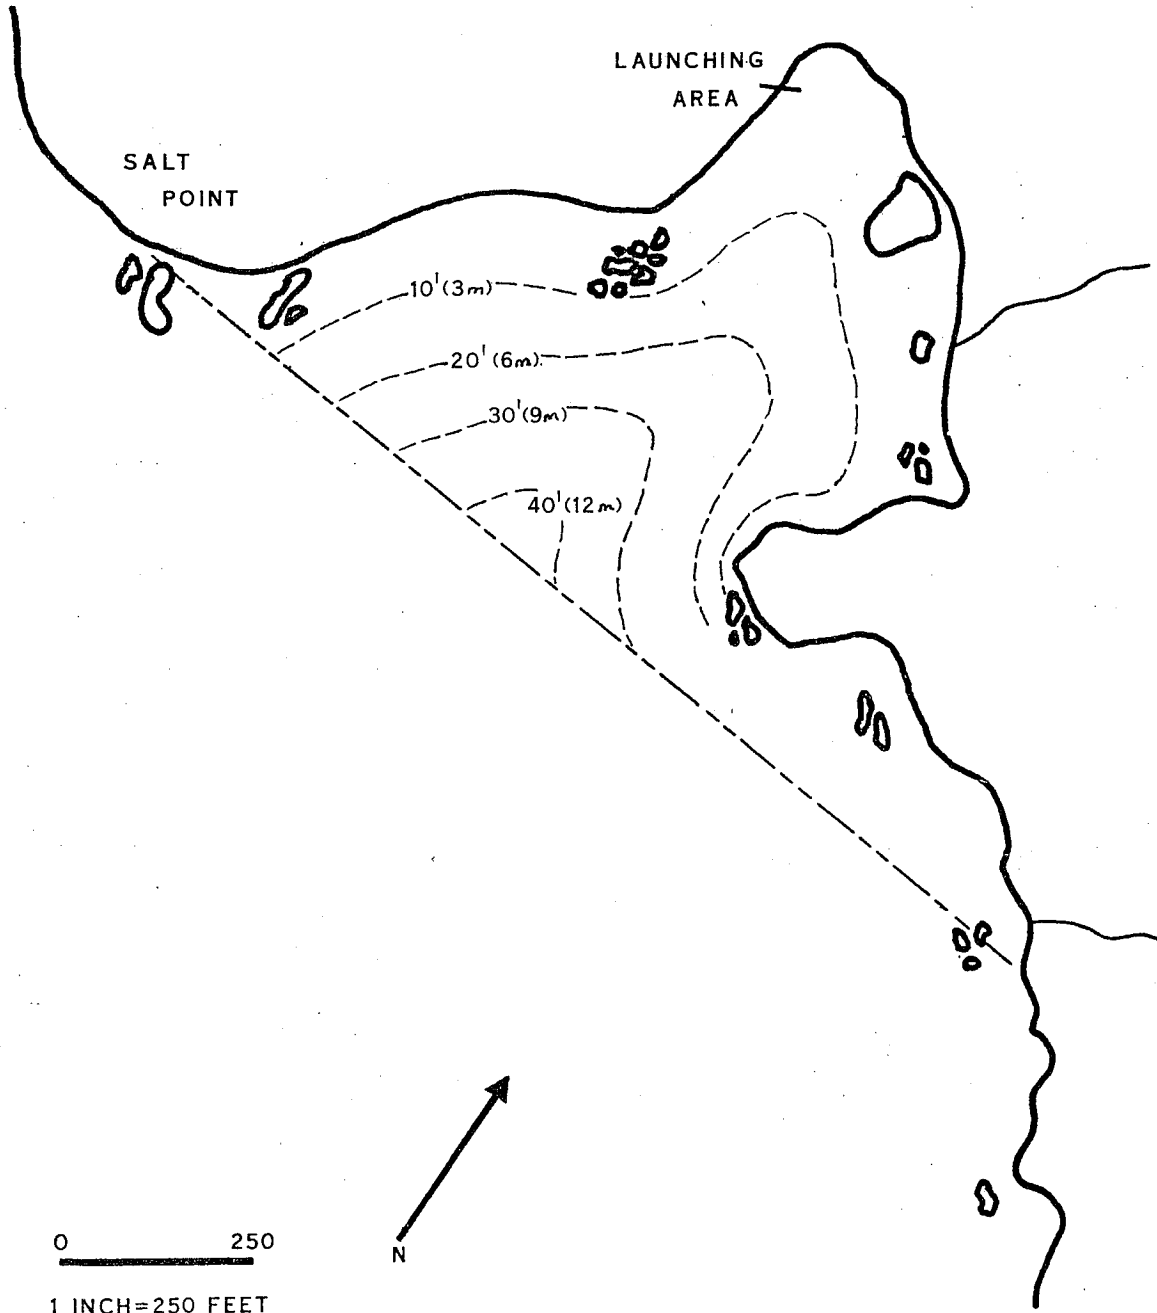 LAUNCHING
AREA
SALT
POINT
10'(3m)
20'(6m)
30'(9m)
40'(12m)
N
0 250
1 INCH=250 FEET